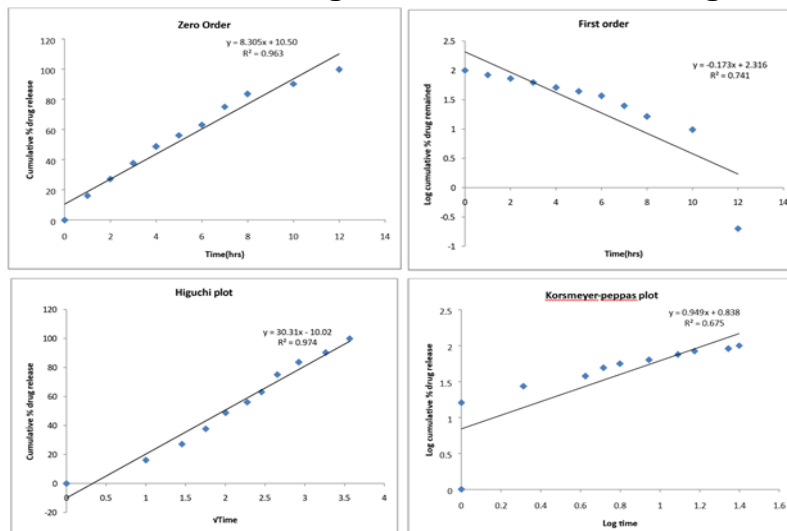 Zero Order
y = 8.305x + 10.50
R² = 0.963
Cumulative % drug release
120
100
80
60
40
20
0
0 2 4 6 8 10 12 14
Time(hrs)
First order
y = -0.173x + 2.316
R² = 0.741
Log cumulative % drug remained
2.5
2
1.5
1
0.5
0
-0.5
-1
0 2 4 6 8 10 12 14
Time(hrs)
Higuchi plot
y = 30.31x - 10.02
R² = 0.974
Cumulative % drug release
120
100
80
60
40
20
0
-20
0 0.5 1 1.5 2 2.5 3 3.5 4
√Time
Korsmeyer-peppas plot
y = 0.949x + 0.838
R² = 0.675
Log cumulative % drug release
2.5
2
1.5
1
0.5
0
0 0.2 0.4 0.6 0.8 1 1.2 1.4 1.6
Log time